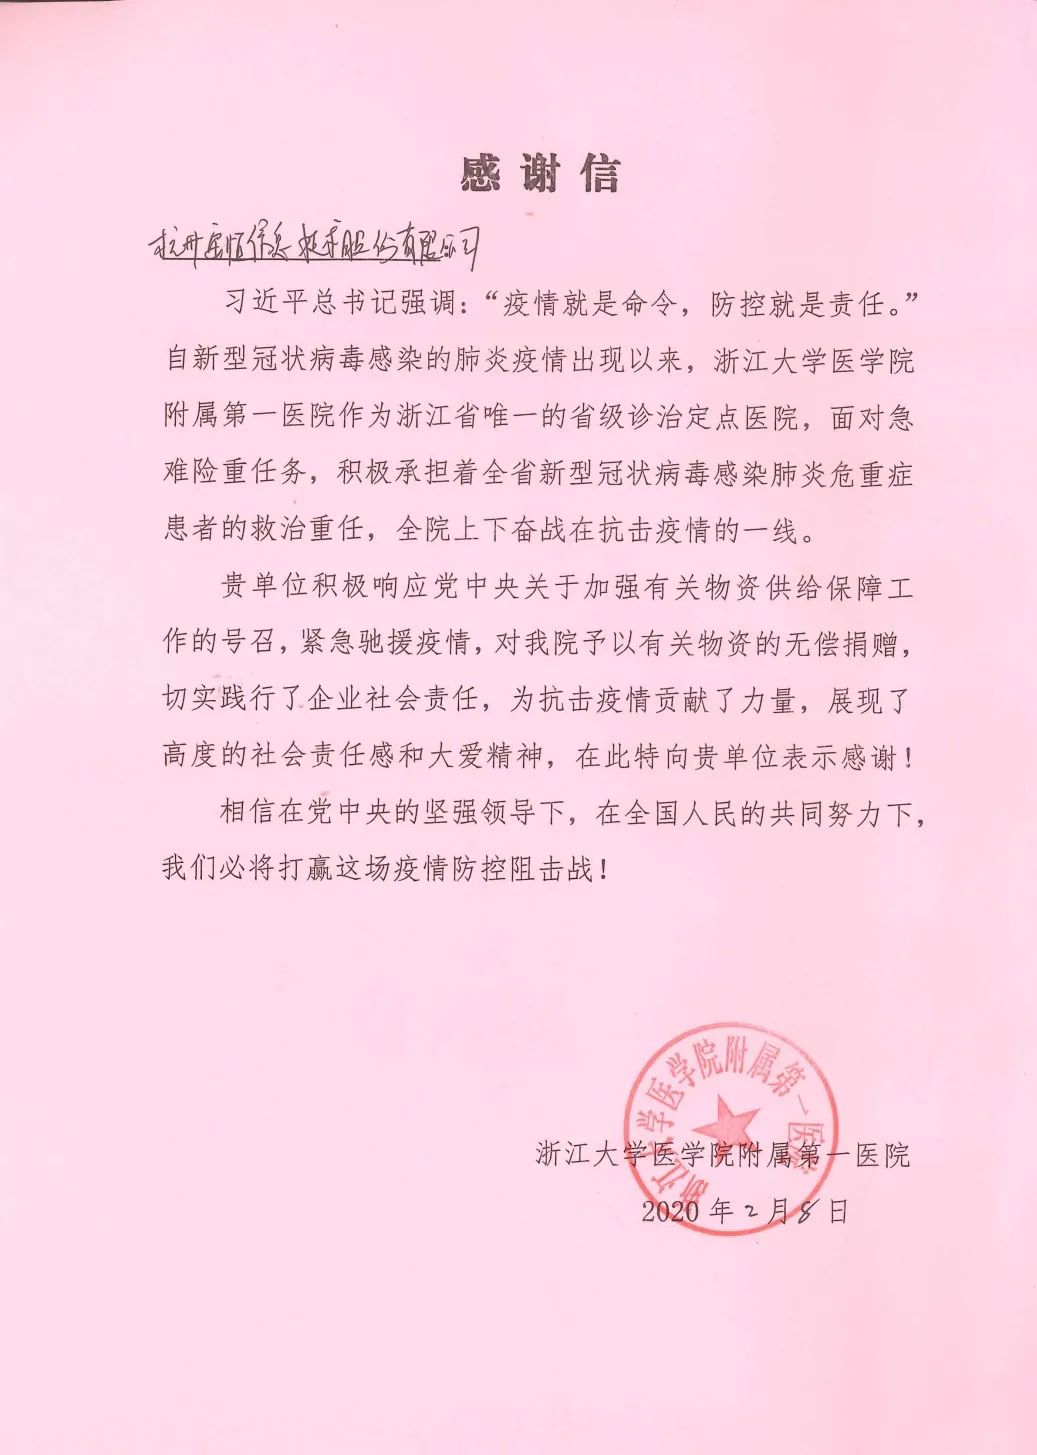 感谢信
杭州安恒信息技术股份有限公司
习近平总书记强调：“疫情就是命令，防控就是责任。”
自新型冠状病毒感染的肺炎疫情出现以来，浙江大学医学院
附属第一医院作为浙江省唯一的省级诊治定点医院，面对急
难险重任务，积极承担着全省新型冠状病毒感染肺炎危重症
患者的救治重任，全院上下奋战在抗击疫情的一线。
贵单位积极响应党中央关于加强有关物资供给保障工
作的号召，紧急驰援疫情，对我院予以有关物资的无偿捐赠，
切实践行了企业社会责任，为抗击疫情贡献了力量，展现了
高度的社会责任感和大爱精神，在此特向贵单位表示感谢！
相信在党中央的坚强领导下，在全国人民的共同努力下，
我们必将打赢这场疫情防控阻击战！
浙江大学医学院附属第一医院
浙江大学医学院附属第一医院
2020年2月8日